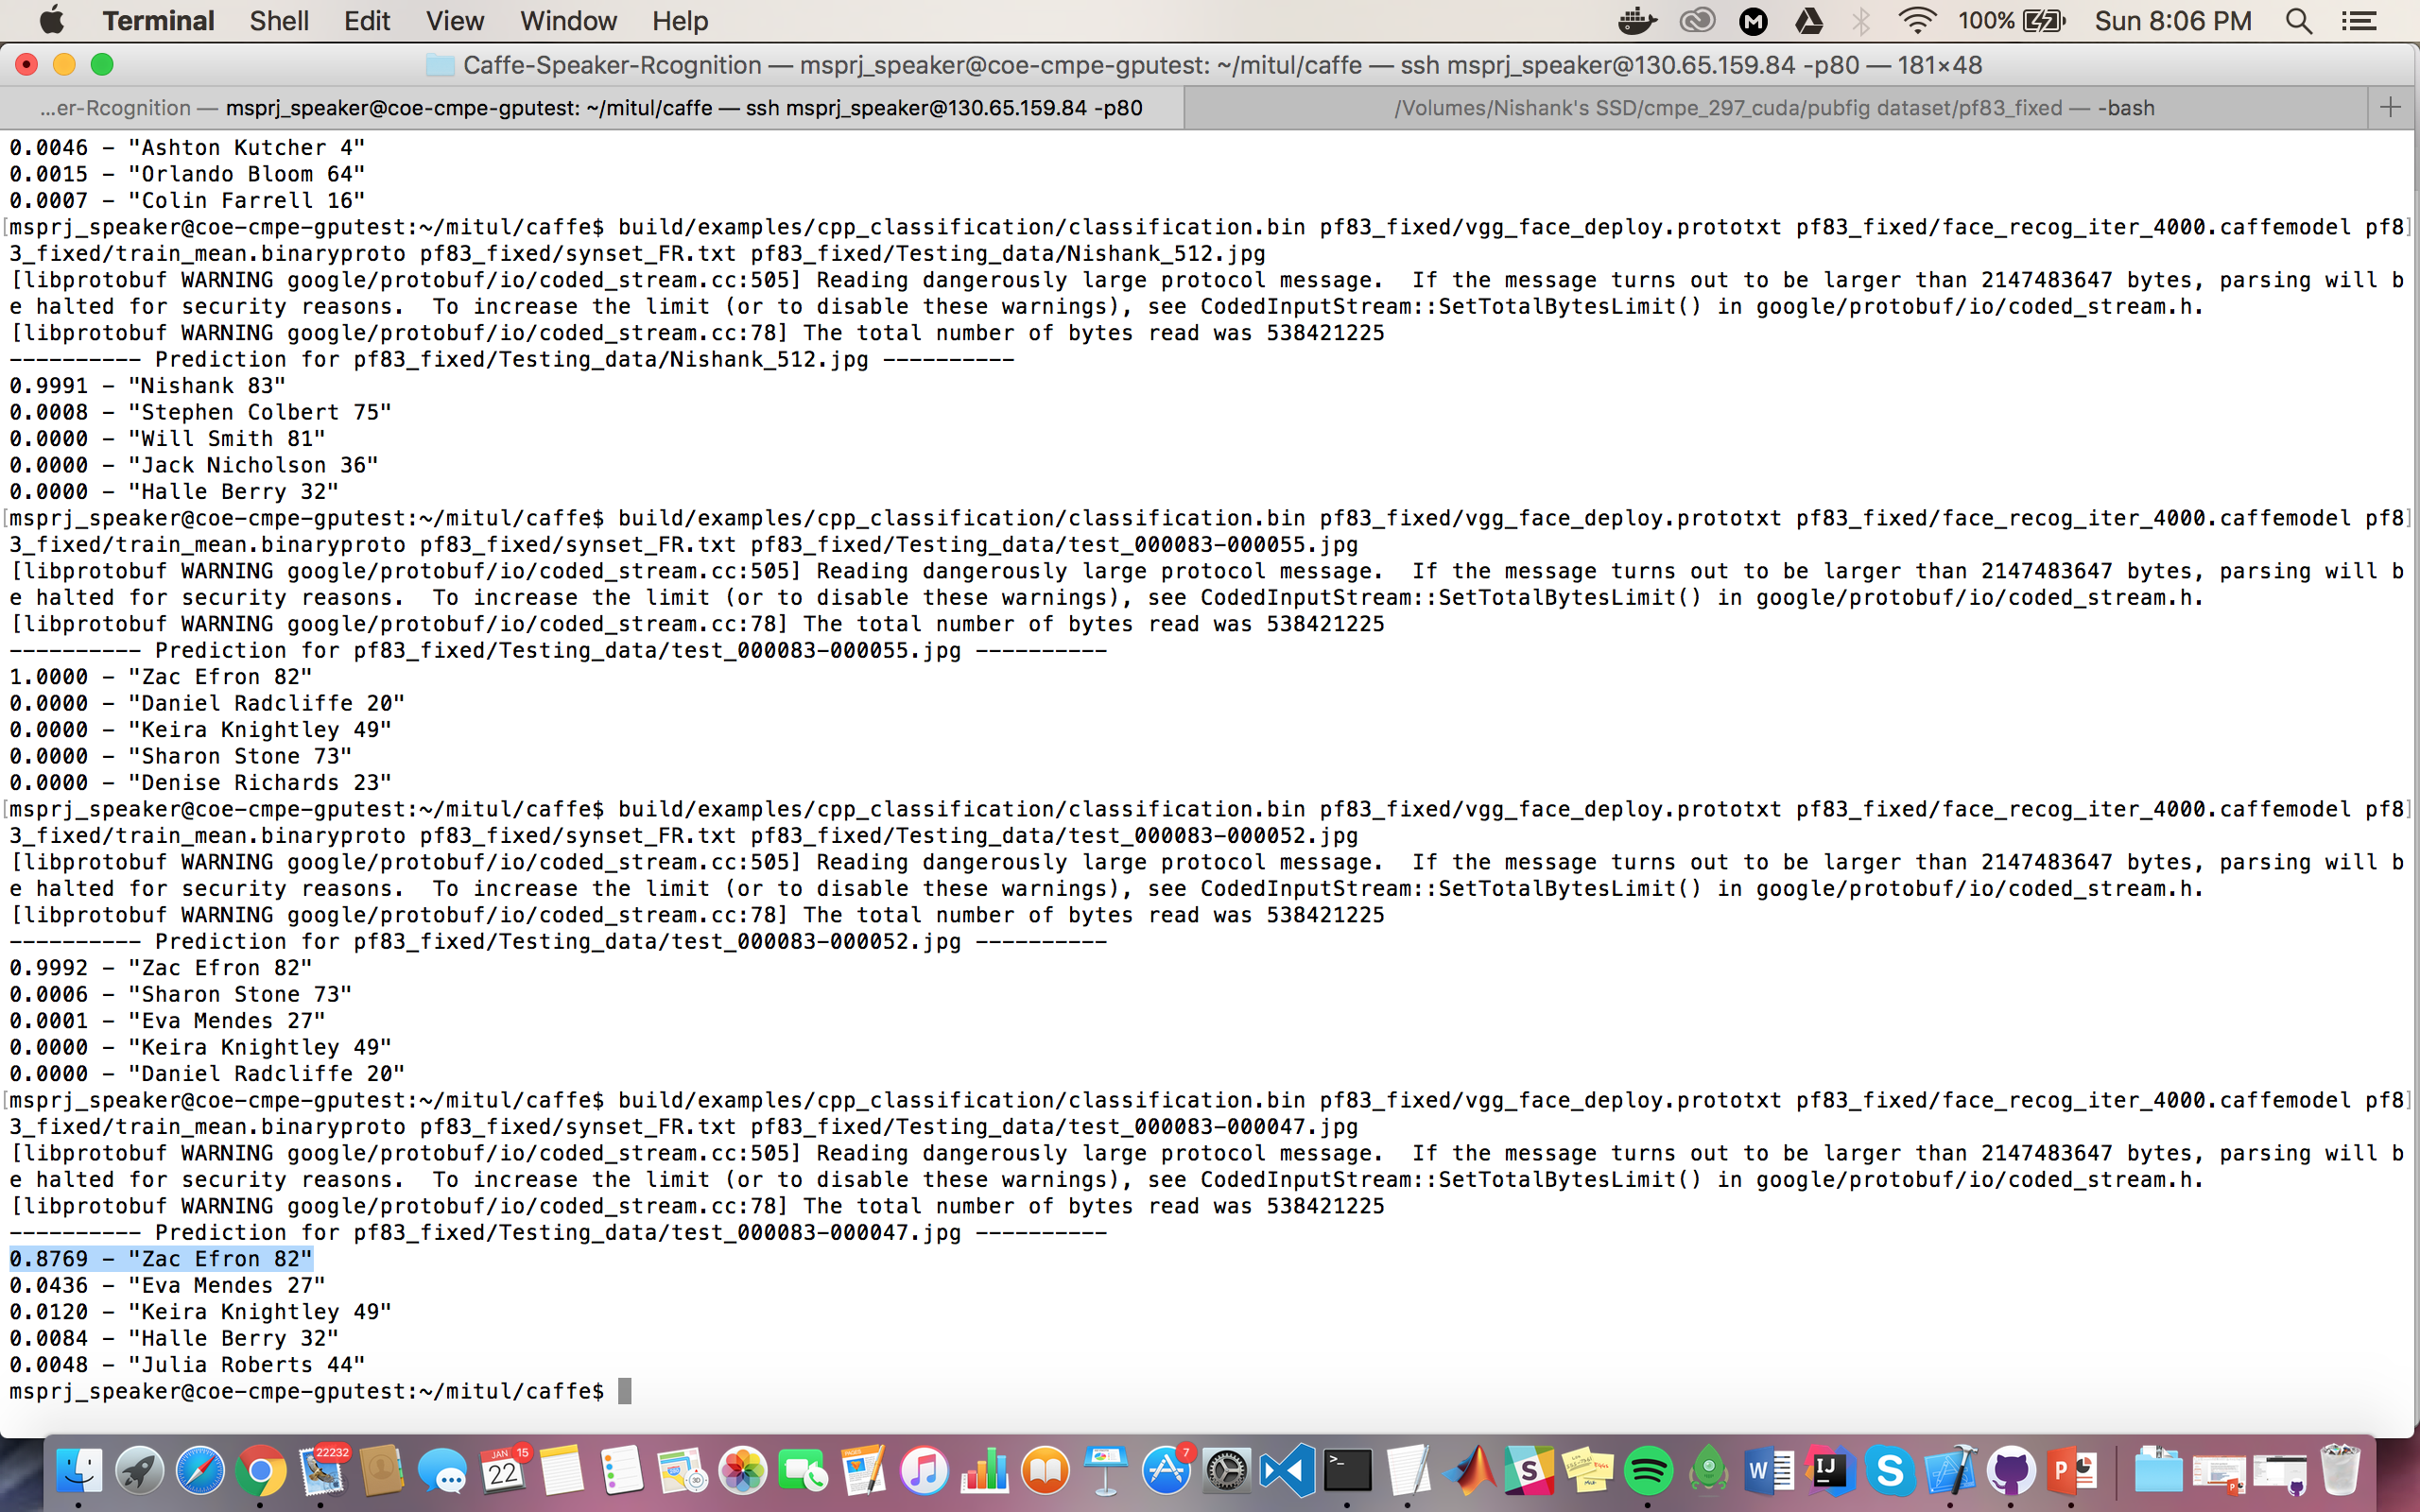 Terminal Shell Edit View Window Help 100% Sun 8:06 PM
Caffe-Speaker-Rcognition — msprj_speaker@coe-cmpe-gputest: ~/mitul/caffe — ssh msprj_speaker@130.65.159.84 -p80 — 181×48
...er-Rcognition — msprj_speaker@coe-cmpe-gputest: ~/mitul/caffe — ssh msprj_speaker@130.65.159.84 -p80
/Volumes/Nishank's SSD/cmpe_297_cuda/pubfig dataset/pf83_fixed — -bash
0.0046 - "Ashton Kutcher 4"
0.0015 - "Orlando Bloom 64"
0.0007 - "Colin Farrell 16"
[msprj_speaker@coe-cmpe-gputest:~/mitul/caffe$ build/examples/cpp_classification/classification.bin pf83_fixed/vgg_face_deploy.prototxt pf83_fixed/face_recog_iter_4000.caffemodel pf8]
3_fixed/train_mean.binaryproto pf83_fixed/synset_FR.txt pf83_fixed/Testing_data/Nishank_512.jpg
[libprotobuf WARNING google/protobuf/io/coded_stream.cc:505] Reading dangerously large protocol message.  If the message turns out to be larger than 2147483647 bytes, parsing will b
e halted for security reasons.  To increase the limit (or to disable these warnings), see CodedInputStream::SetTotalBytesLimit() in google/protobuf/io/coded_stream.h.
[libprotobuf WARNING google/protobuf/io/coded_stream.cc:78] The total number of bytes read was 538421225
---------- Prediction for pf83_fixed/Testing_data/Nishank_512.jpg ----------
0.9991 - "Nishank 83"
0.0008 - "Stephen Colbert 75"
0.0000 - "Will Smith 81"
0.0000 - "Jack Nicholson 36"
0.0000 - "Halle Berry 32"
[msprj_speaker@coe-cmpe-gputest:~/mitul/caffe$ build/examples/cpp_classification/classification.bin pf83_fixed/vgg_face_deploy.prototxt pf83_fixed/face_recog_iter_4000.caffemodel pf8]
3_fixed/train_mean.binaryproto pf83_fixed/synset_FR.txt pf83_fixed/Testing_data/test_000083-000055.jpg
[libprotobuf WARNING google/protobuf/io/coded_stream.cc:505] Reading dangerously large protocol message.  If the message turns out to be larger than 2147483647 bytes, parsing will b
e halted for security reasons.  To increase the limit (or to disable these warnings), see CodedInputStream::SetTotalBytesLimit() in google/protobuf/io/coded_stream.h.
[libprotobuf WARNING google/protobuf/io/coded_stream.cc:78] The total number of bytes read was 538421225
---------- Prediction for pf83_fixed/Testing_data/test_000083-000055.jpg ----------
1.0000 - "Zac Efron 82"
0.0000 - "Daniel Radcliffe 20"
0.0000 - "Keira Knightley 49"
0.0000 - "Sharon Stone 73"
0.0000 - "Denise Richards 23"
[msprj_speaker@coe-cmpe-gputest:~/mitul/caffe$ build/examples/cpp_classification/classification.bin pf83_fixed/vgg_face_deploy.prototxt pf83_fixed/face_recog_iter_4000.caffemodel pf8]
3_fixed/train_mean.binaryproto pf83_fixed/synset_FR.txt pf83_fixed/Testing_data/test_000083-000052.jpg
[libprotobuf WARNING google/protobuf/io/coded_stream.cc:505] Reading dangerously large protocol message.  If the message turns out to be larger than 2147483647 bytes, parsing will b
e halted for security reasons.  To increase the limit (or to disable these warnings), see CodedInputStream::SetTotalBytesLimit() in google/protobuf/io/coded_stream.h.
[libprotobuf WARNING google/protobuf/io/coded_stream.cc:78] The total number of bytes read was 538421225
---------- Prediction for pf83_fixed/Testing_data/test_000083-000052.jpg ----------
0.9992 - "Zac Efron 82"
0.0006 - "Sharon Stone 73"
0.0001 - "Eva Mendes 27"
0.0000 - "Keira Knightley 49"
0.0000 - "Daniel Radcliffe 20"
[msprj_speaker@coe-cmpe-gputest:~/mitul/caffe$ build/examples/cpp_classification/classification.bin pf83_fixed/vgg_face_deploy.prototxt pf83_fixed/face_recog_iter_4000.caffemodel pf8]
3_fixed/train_mean.binaryproto pf83_fixed/synset_FR.txt pf83_fixed/Testing_data/test_000083-000047.jpg
[libprotobuf WARNING google/protobuf/io/coded_stream.cc:505] Reading dangerously large protocol message.  If the message turns out to be larger than 2147483647 bytes, parsing will b
e halted for security reasons.  To increase the limit (or to disable these warnings), see CodedInputStream::SetTotalBytesLimit() in google/protobuf/io/coded_stream.h.
[libprotobuf WARNING google/protobuf/io/coded_stream.cc:78] The total number of bytes read was 538421225
---------- Prediction for pf83_fixed/Testing_data/test_000083-000047.jpg ----------
0.8769 - "Zac Efron 82"
0.0436 - "Eva Mendes 27"
0.0120 - "Keira Knightley 49"
0.0084 - "Halle Berry 32"
0.0048 - "Julia Roberts 44"
msprj_speaker@coe-cmpe-gputest:~/mitul/caffe$
22232 JAN 22 15 7 W IJ S P